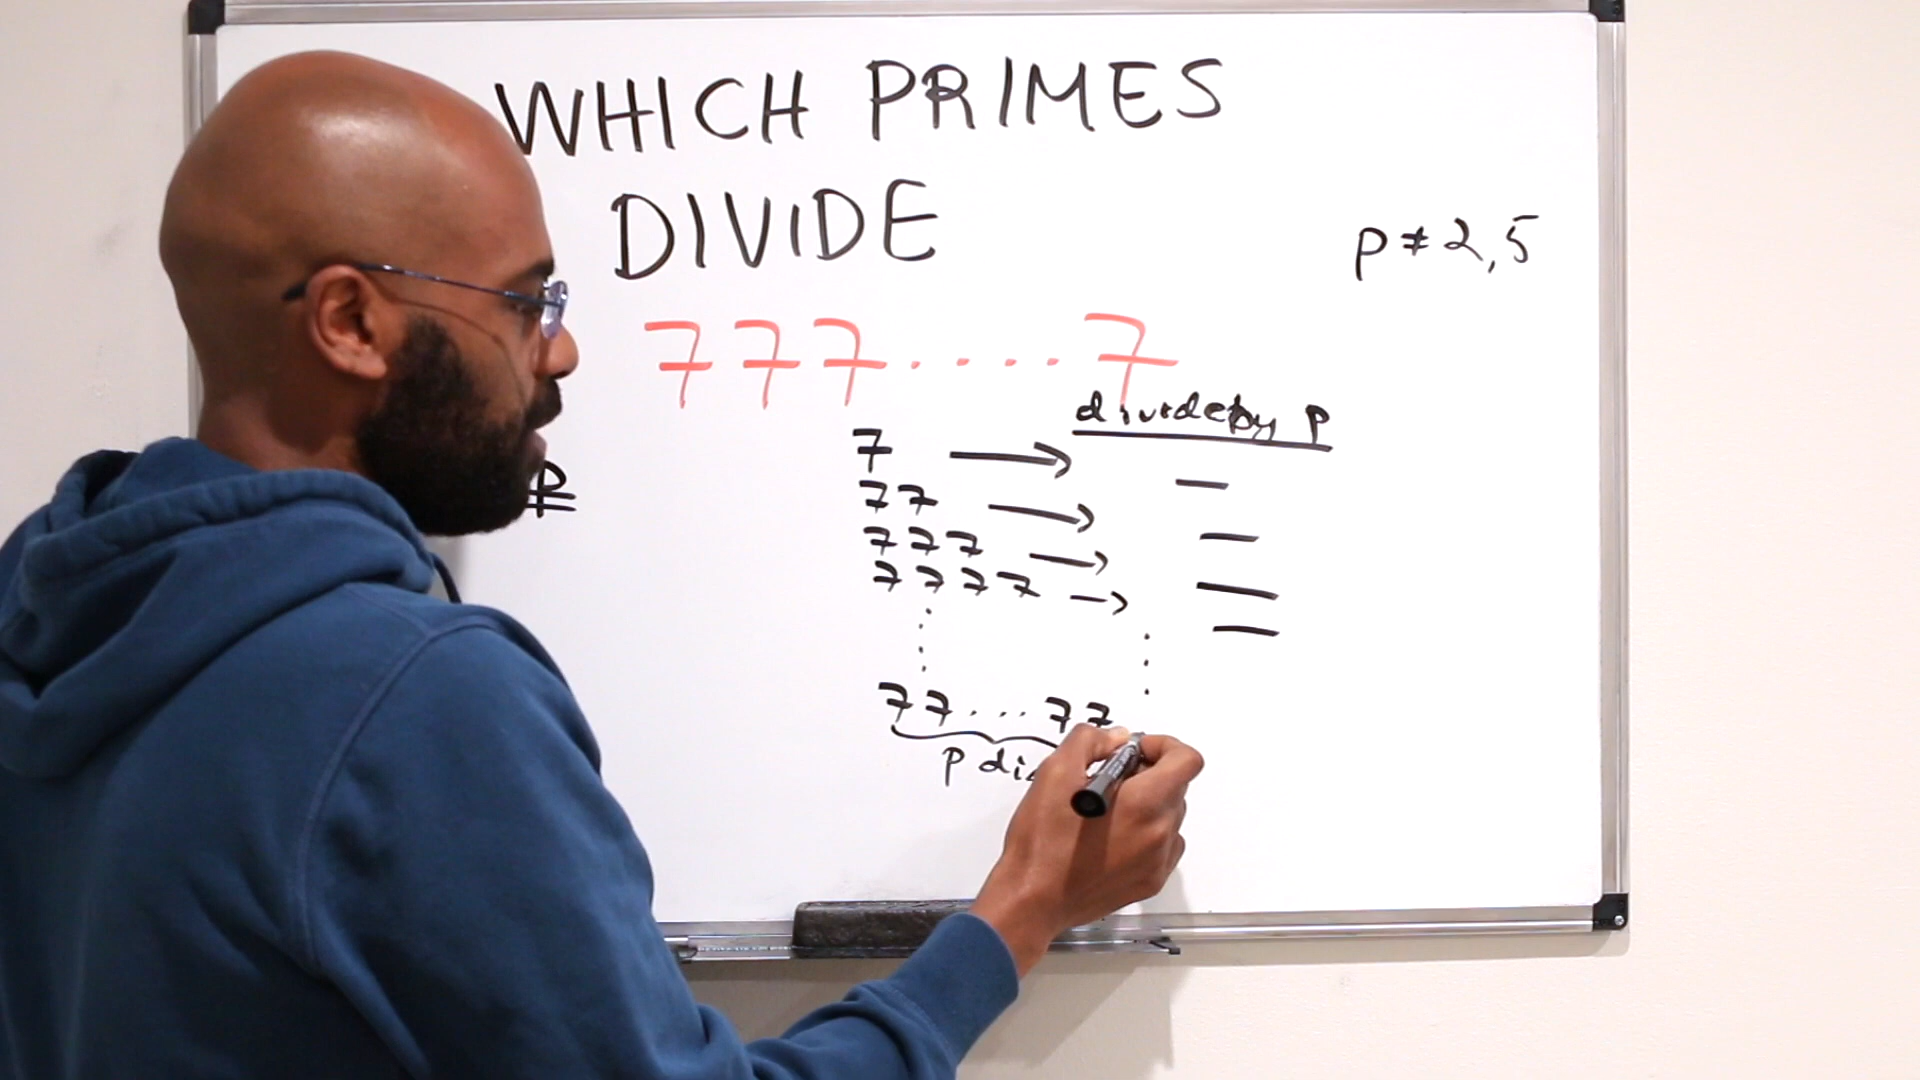 WHICH PRIMES
DIVIDE
p ≠ 2,5
777....7
divide by p
7 →
77 →
777 →
7777 →
77...77
p
P